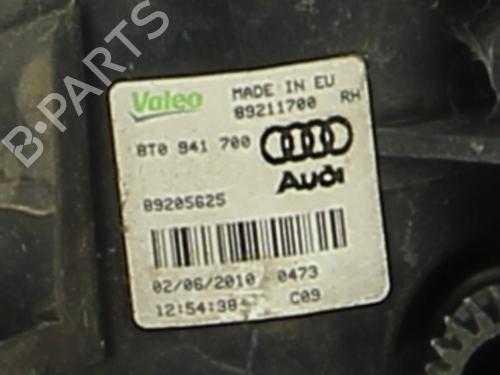 Valeo MADE IN EU
89211700 RH
8T0 941 700
Audi
89205625
02/06/2010 0473
12:54:38 C09